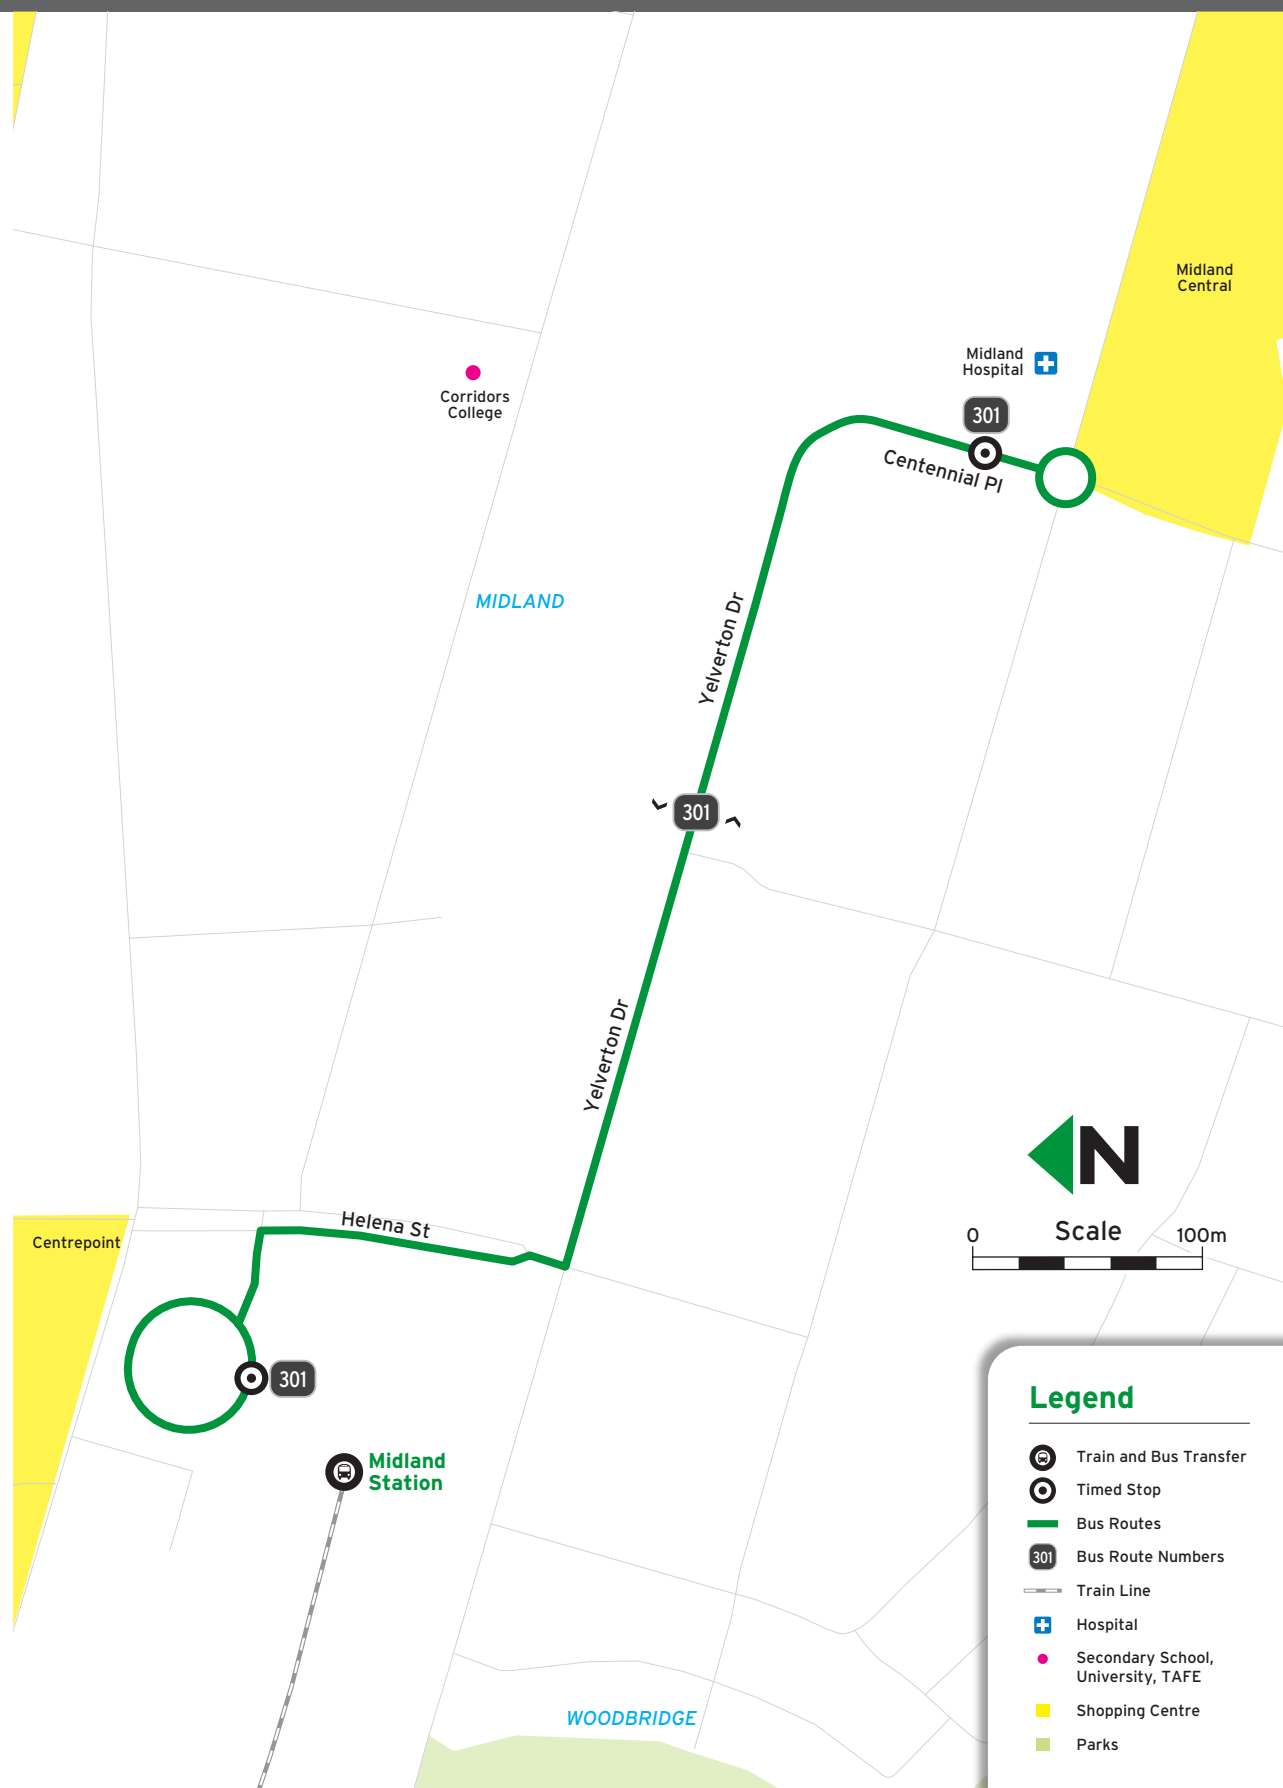 Midland
Central
Midland
Hospital
301
Centennial Pl
Corridors
College
MIDLAND
Yelverton Dr
301
Yelverton Dr
N
0
Scale
100m
Helena St
Centrepoint
301
Midland
Station
WOODBRIDGE
Legend
Train and Bus Transfer
Timed Stop
Bus Routes
301
Bus Route Numbers
Train Line
Hospital
Secondary School,
University, TAFE
Shopping Centre
Parks